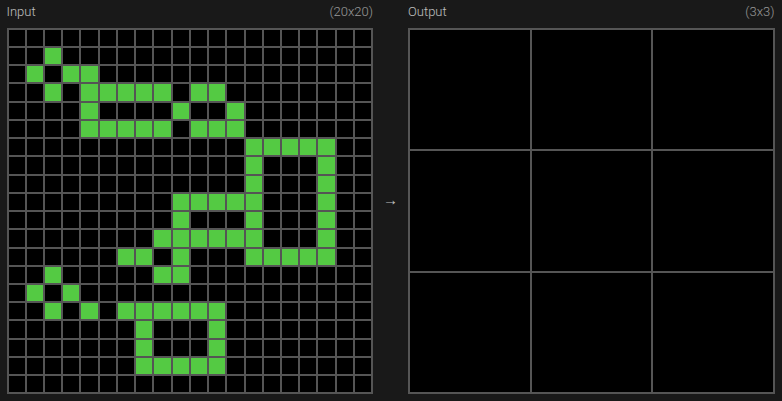 Input (20x20) Output (3x3)
→